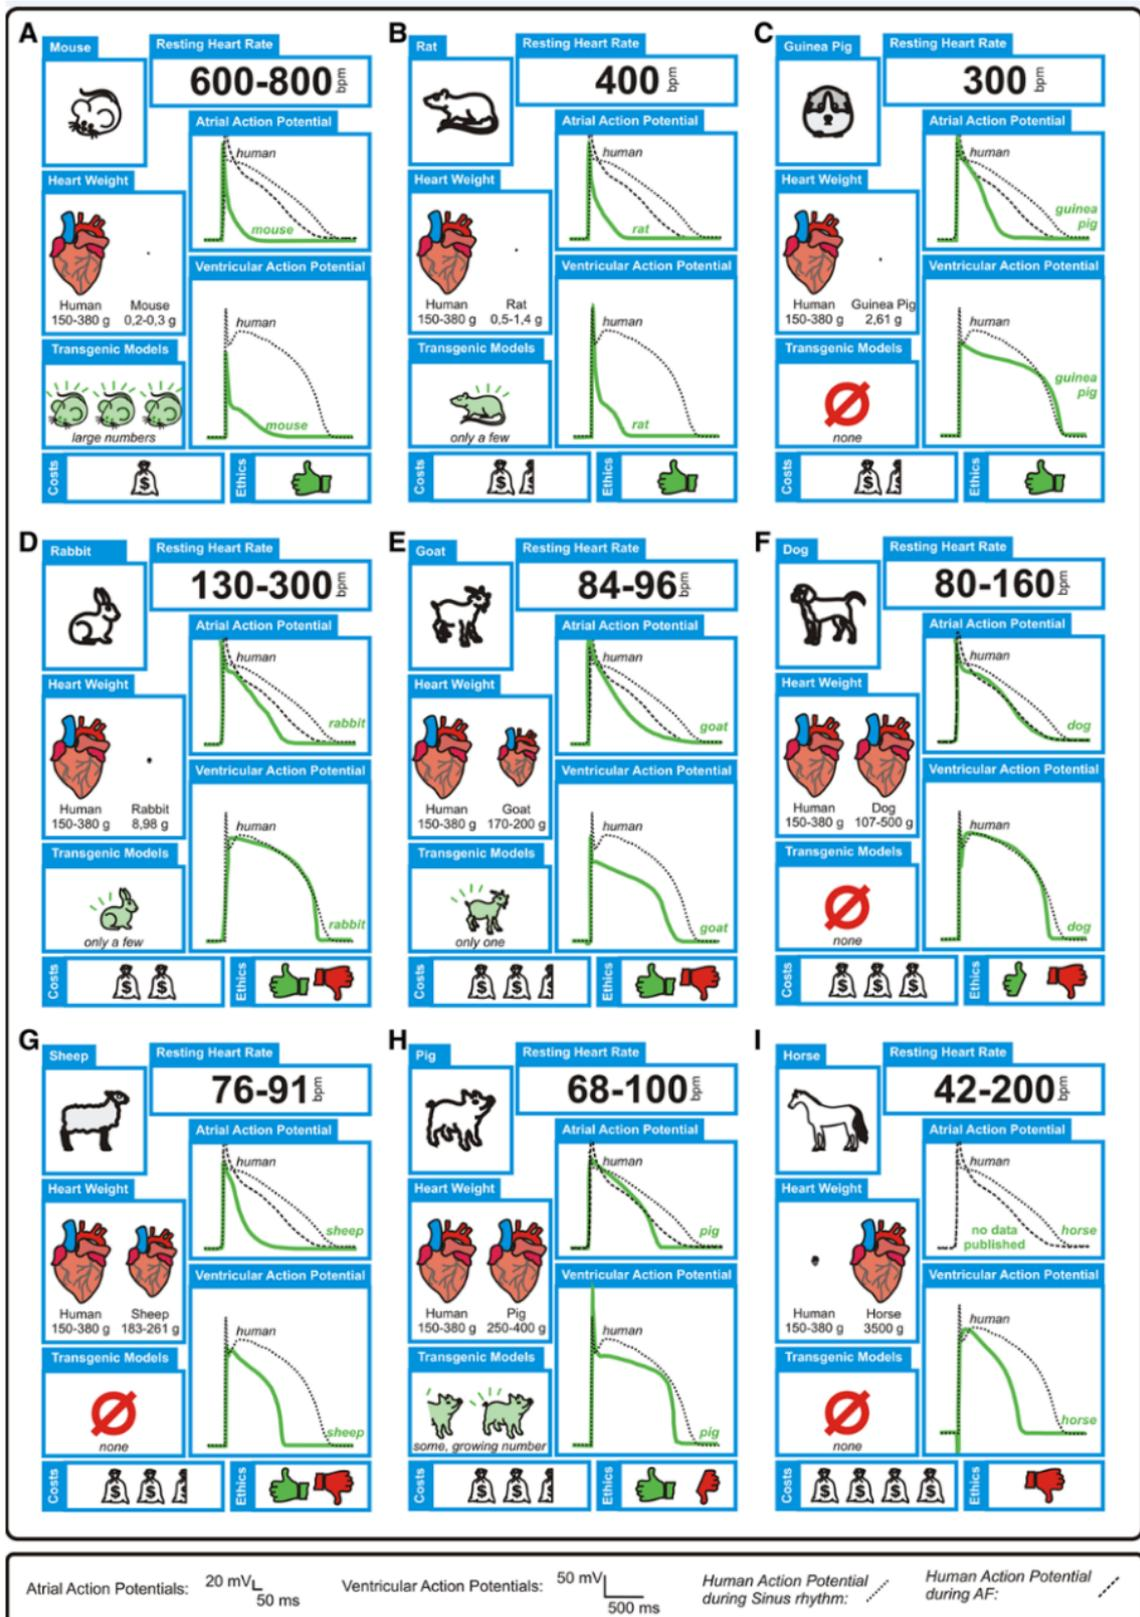 A
Mouse
Resting Heart Rate
600-800 bpm
Atrial Action Potential
human
mouse
Heart Weight
Human
150-380 g
Mouse
0,2-0,3 g
Ventricular Action Potential
human
mouse
Transgenic Models
large numbers
Costs
$
Ethics
B
Rat
Resting Heart Rate
400 bpm
Atrial Action Potential
human
rat
Heart Weight
Human
150-380 g
Rat
0,5-1,4 g
Ventricular Action Potential
human
rat
Transgenic Models
only a few
Costs
$
Ethics
C
Guinea Pig
Resting Heart Rate
300 bpm
Atrial Action Potential
human
guinea
pig
Heart Weight
Human
150-380 g
Guinea Pig
2,61 g
Ventricular Action Potential
human
guinea
pig
Transgenic Models
none
Costs
$
Ethics
D
Rabbit
Resting Heart Rate
130-300 bpm
Atrial Action Potential
human
rabbit
Heart Weight
Human
150-380 g
Rabbit
8,98 g
Ventricular Action Potential
human
rabbit
Transgenic Models
only a few
Costs
$ $
Ethics
E
Goat
Resting Heart Rate
84-96 bpm
Atrial Action Potential
human
goat
Heart Weight
Human
150-380 g
Goat
170-200 g
Ventricular Action Potential
human
goat
Transgenic Models
only one
Costs
$ $
Ethics
F
Dog
Resting Heart Rate
80-160 bpm
Atrial Action Potential
human
dog
Heart Weight
Human
150-380 g
Dog
107-500 g
Ventricular Action Potential
human
dog
Transgenic Models
none
Costs
$ $ $
Ethics
G
Sheep
Resting Heart Rate
76-91 bpm
Atrial Action Potential
human
sheep
Heart Weight
Human
150-380 g
Sheep
183-261 g
Ventricular Action Potential
human
sheep
Transgenic Models
none
Costs
$ $
Ethics
H
Pig
Resting Heart Rate
68-100 bpm
Atrial Action Potential
human
pig
Heart Weight
Human
150-380 g
Pig
250-400 g
Ventricular Action Potential
human
pig
Transgenic Models
some, growing number
Costs
$ $
Ethics
I
Horse
Resting Heart Rate
42-200 bpm
Atrial Action Potential
human
no data
published
horse
Heart Weight
Human
150-380 g
Horse
3500 g
Ventricular Action Potential
human
horse
Transgenic Models
none
Costs
$ $ $ $
Ethics
Atrial Action Potentials:
20 mV
50 ms
Ventricular Action Potentials:
50 mV
500 ms
Human Action Potential
during Sinus rhythm:
Human Action Potential
during AF: